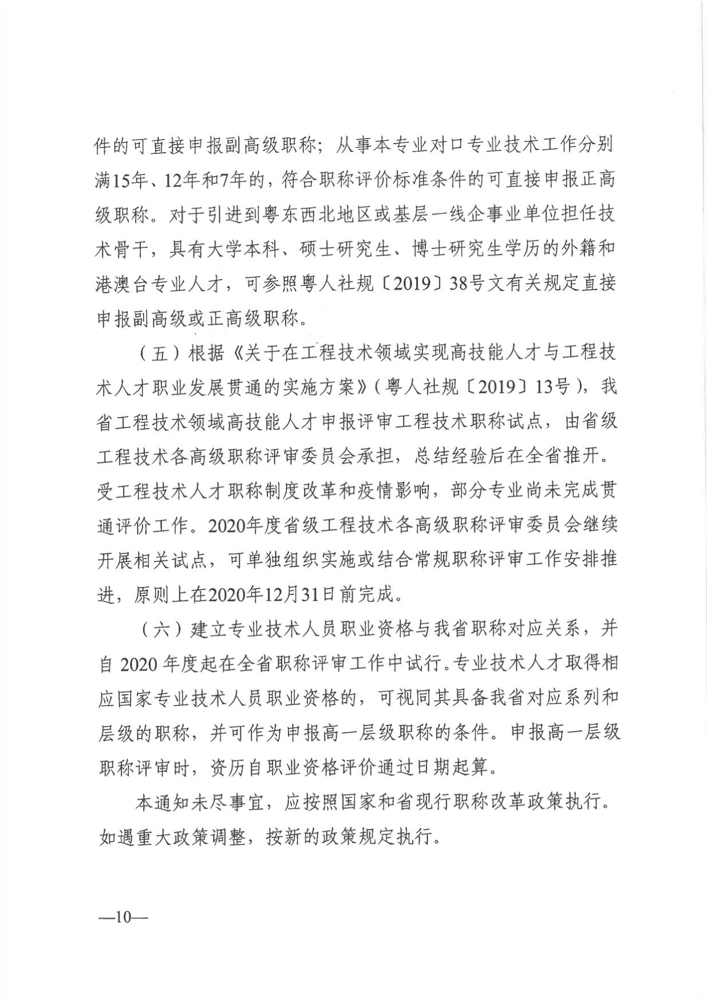 件的可直接申报副高级职称；从事本专业对口专业技术工作分别
满15年、12年和7年的，符合职称评价标准条件的可直接申报正高
级职称。对于引进到粤东西北地区或基层一线企事业单位担任技
术骨干，具有大学本科、硕士研究生、博士研究生学历的外籍和
港澳台专业人才，可参照粤人社规〔2019〕38号文有关规定直接
申报副高级或正高级职称。
（五）根据《关于在工程技术领域实现高技能人才与工程技
术人才职业发展贯通的实施方案》（粤人社规〔2019〕13号），我
省工程技术领域高技能人才申报评审工程技术职称试点，由省级
工程技术各高级职称评审委员会承担，总结经验后在全省推开。
受工程技术人才职称制度改革和疫情影响，部分专业尚未完成贯
通评价工作。2020年度省级工程技术各高级职称评审委员会继续
开展相关试点，可单独组织实施或结合常规职称评审工作安排推
进，原则上在2020年12月31日前完成。
（六）建立专业技术人员职业资格与我省职称对应关系，并
自 2020 年度起在全省职称评审工作中试行。专业技术人才取得相
应国家专业技术人员职业资格的，可视同其具备我省对应系列和
层级的职称，并可作为申报高一层级职称的条件。申报高一层级
职称评审时，资历自职业资格评价通过日期起算。
本通知未尽事宜，应按照国家和省现行职称改革政策执行。
如遇重大政策调整，按新的政策规定执行。
—10—